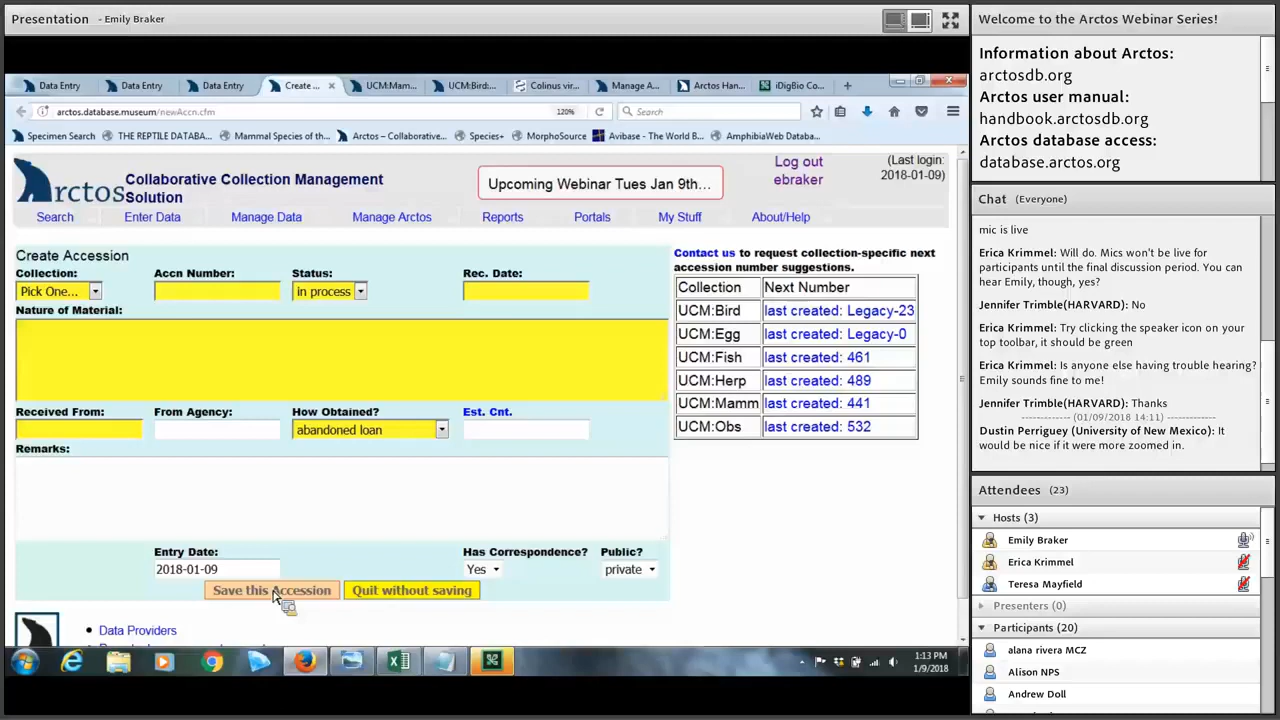 Presentation - Emily Braker
Data Entry
Data Entry
Data Entry
Create ...
UCM:Mam...
UCM:Bird:...
Colinus vir...
Manage A...
Arctos Han...
iDigBio Co...
arctos.database.museum/newAccn.cfm
120%
Search
Specimen Search
THE REPTILE DATABA...
Mammal Species of th...
Arctos – Collaborative...
Species+
MorphoSource
Avibase - The World B...
AmphibiaWeb Databa...
Arctos
Collaborative Collection Management
Solution
Upcoming Webinar Tues Jan 9th...
Log out
ebraker
(Last login:
2018-01-09)
Search
Enter Data
Manage Data
Manage Arctos
Reports
Portals
My Stuff
About/Help
Create Accession
Collection:
Accn Number:
Status:
Rec. Date:
Pick One...
in process
Nature of Material:
Received From:
From Agency:
How Obtained?
Est. Cnt.
abandoned loan
Remarks:
Entry Date:
Has Correspondence?
Public?
2018-01-09
Yes
private
Save this Accession
Quit without saving
Contact us to request collection-specific next
accession number suggestions.
Collection Next Number
UCM:Bird last created: Legacy-23
UCM:Egg last created: Legacy-0
UCM:Fish last created: 461
UCM:Herp last created: 489
UCM:Mamm last created: 441
UCM:Obs last created: 532
Data Providers
1:13 PM
1/9/2018
Welcome to the Arctos Webinar Series!
Information about Arctos:
arctosdb.org
Arctos user manual:
handbook.arctosdb.org
Arctos database access:
database.arctos.org
Chat (Everyone)
mic is live
Erica Krimmel: Will do. Mics won't be live for
participants until the final discussion period. You can
hear Emily, though, yes?
Jennifer Trimble(HARVARD): No
Erica Krimmel: Try clicking the speaker icon on your
top toolbar, it should be green
Erica Krimmel: Is anyone else having trouble hearing?
Emily sounds fine to me!
Jennifer Trimble(HARVARD): Thanks
------------- (01/09/2018 14:11) -------------
Dustin Perriguey (University of New Mexico): It
would be nice if it were more zoomed in.
Attendees (23)
Hosts (3)
Emily Braker
Erica Krimmel
Teresa Mayfield
Presenters (0)
Participants (20)
alana rivera MCZ
Alison NPS
Andrew Doll